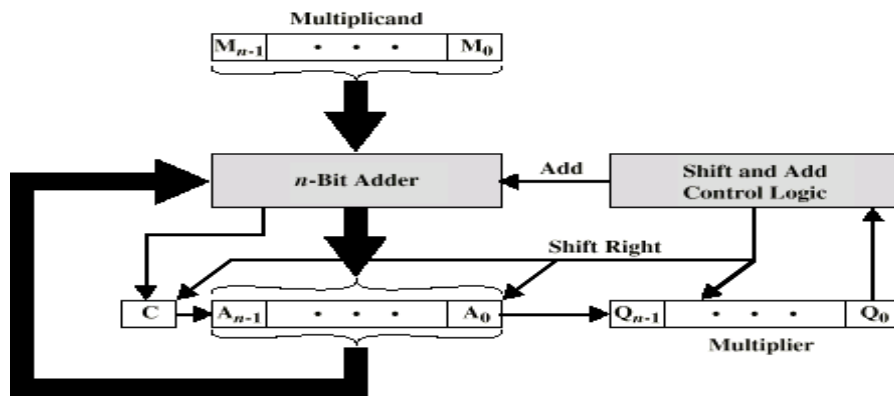 Multiplicand
Mn-1 • • • M0
n-Bit Adder
Add
Shift and Add
Control Logic
Shift Right
C
An-1 • • • A0
Qn-1 • • • Q0
Multiplier